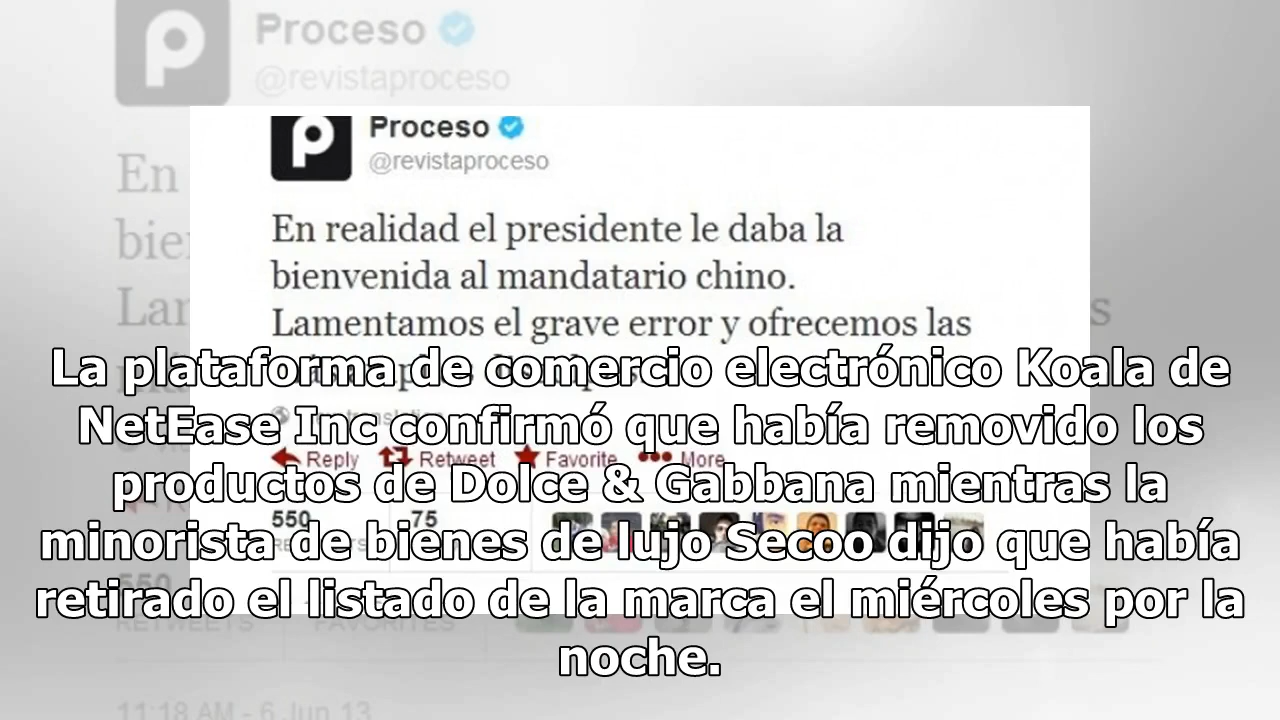 Proceso
@revistaproceso
Proceso
@revistaproceso
En realidad el presidente le daba la
bienvenida al mandatario chino.
Lamentamos el grave error y ofrecemos las
La plataforma de comercio electrónico Koala de
NetEase Inc confirmó que había removido los
productos de Dolce & Gabbana mientras la
minorista de bienes de lujo Secoo dijo que había
retirado el listado de la marca el miércoles por la
noche.
Reply Retweet Favorite More
550 75
550
RETWEETS FAVORITES
11:18 AM - 6 Jun 13